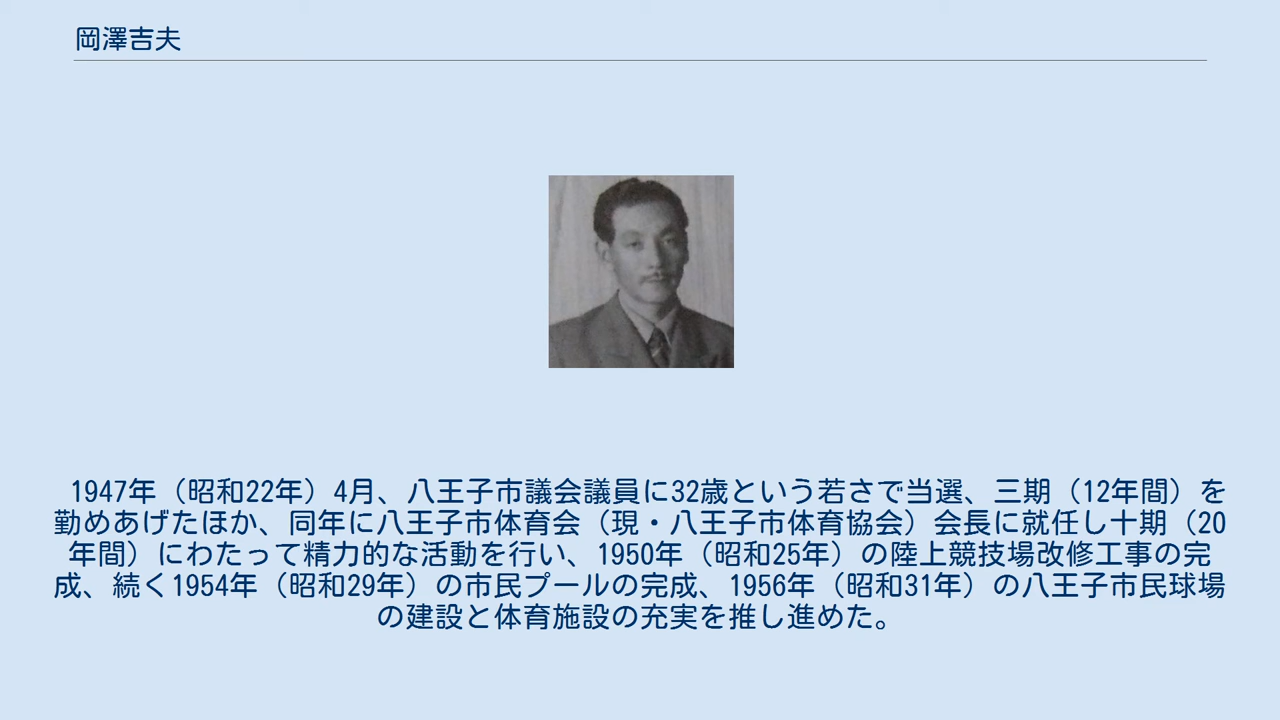 岡澤吉夫
1947年（昭和22年）4月、八王子市議会議員に32歳という若さで当選、三期（12年間）を
勤めあげたほか、同年に八王子市体育会（現・八王子市体育協会）会長に就任し十期（20
年間）にわたって精力的な活動を行い、1950年（昭和25年）の陸上競技場改修工事の完
成、続く1954年（昭和29年）の市民プールの完成、1956年（昭和31年）の八王子市民球場
の建設と体育施設の充実を推し進めた。